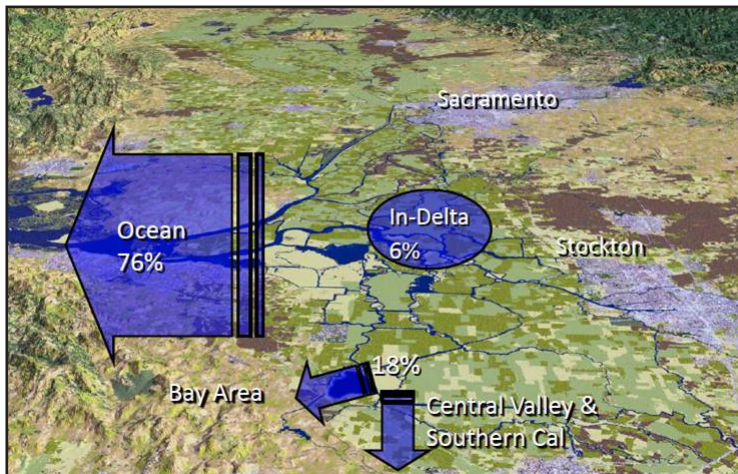 Sacramento
Ocean
76%
In-Delta
6%
Stockton
18%
Bay Area
Central Valley &
Southern Cal